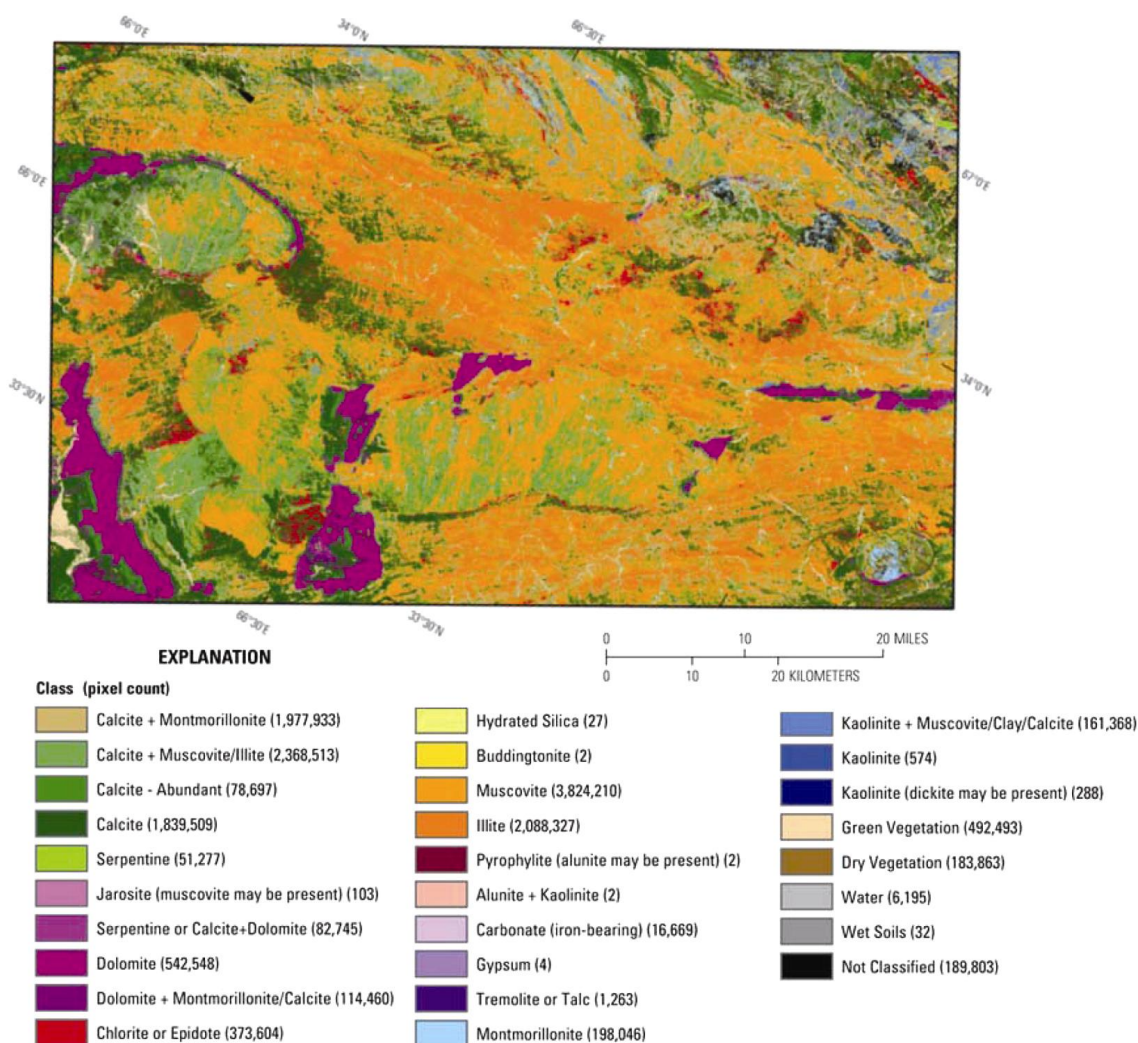 66°0'E
34°0'N
66°30'E
66°0'E
67°0'E
33°30'N
34°0'N
66°30'E
33°30'N
0 10 20 MILES
0 10 20 KILOMETERS
EXPLANATION
Class (pixel count)
Calcite + Montmorillonite (1,977,933)
Calcite + Muscovite/Illite (2,368,513)
Calcite - Abundant (78,697)
Calcite (1,839,509)
Serpentine (51,277)
Jarosite (muscovite may be present) (103)
Serpentine or Calcite+Dolomite (82,745)
Dolomite (542,548)
Dolomite + Montmorillonite/Calcite (114,460)
Chlorite or Epidote (373,604)
Hydrated Silica (27)
Buddingtonite (2)
Muscovite (3,824,210)
Illite (2,088,327)
Pyrophylite (alunite may be present) (2)
Alunite + Kaolinite (2)
Carbonate (iron-bearing) (16,669)
Gypsum (4)
Tremolite or Talc (1,263)
Montmorillonite (198,046)
Kaolinite + Muscovite/Clay/Calcite (161,368)
Kaolinite (574)
Kaolinite (dickite may be present) (288)
Green Vegetation (492,493)
Dry Vegetation (183,863)
Water (6,195)
Wet Soils (32)
Not Classified (189,803)